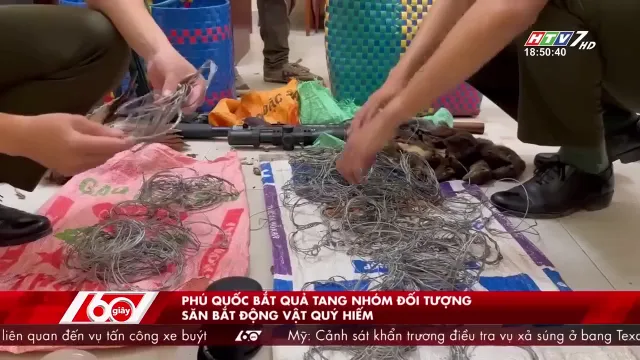 HTV7 HD
18:50:40
BẮC
60 giây
PHÚ QUỐC BẮT QUẢ TANG NHÓM ĐỐI TƯỢNG
SĂN BẮT ĐỘNG VẬT QUÝ HIẾM
liên quan đến vụ tấn công xe buýt
Mỹ: Cảnh sát khẩn trương điều tra vụ xả súng ở bang Texa